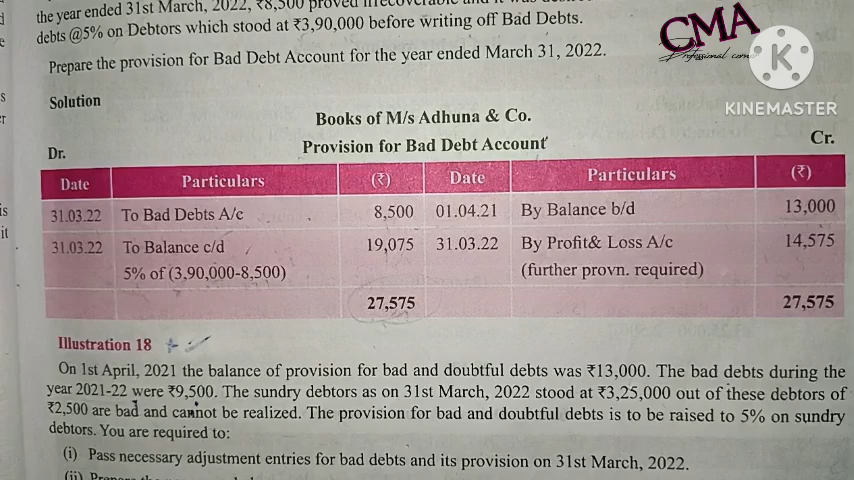 the year ended 31st March, 2022, ₹8,500 proved irrecoverable and it was
debts @5% on Debtors which stood at ₹3,90,000 before writing off Bad Debts.
Prepare the provision for Bad Debt Account for the year ended March 31, 2022.
CMA
Professional
KINEMASTER
Solution
Books of M/s Adhuna & Co.
Dr. Provision for Bad Debt Account Cr.
Date Particulars (₹) Date Particulars (₹)
31.03.22 To Bad Debts A/c 8,500 01.04.21 By Balance b/d 13,000
31.03.22 To Balance c/d 19,075 31.03.22 By Profit& Loss A/c 14,575
5% of (3,90,000-8,500) (further provn. required)
27,575 27,575
Illustration 18
On 1st April, 2021 the balance of provision for bad and doubtful debts was ₹13,000. The bad debts during the
year 2021-22 were ₹9,500. The sundry debtors as on 31st March, 2022 stood at ₹3,25,000 out of these debtors of
₹2,500 are bad and cannot be realized. The provision for bad and doubtful debts is to be raised to 5% on sundry
debtors. You are required to:
(i) Pass necessary adjustment entries for bad debts and its provision on 31st March, 2022.
(ii)